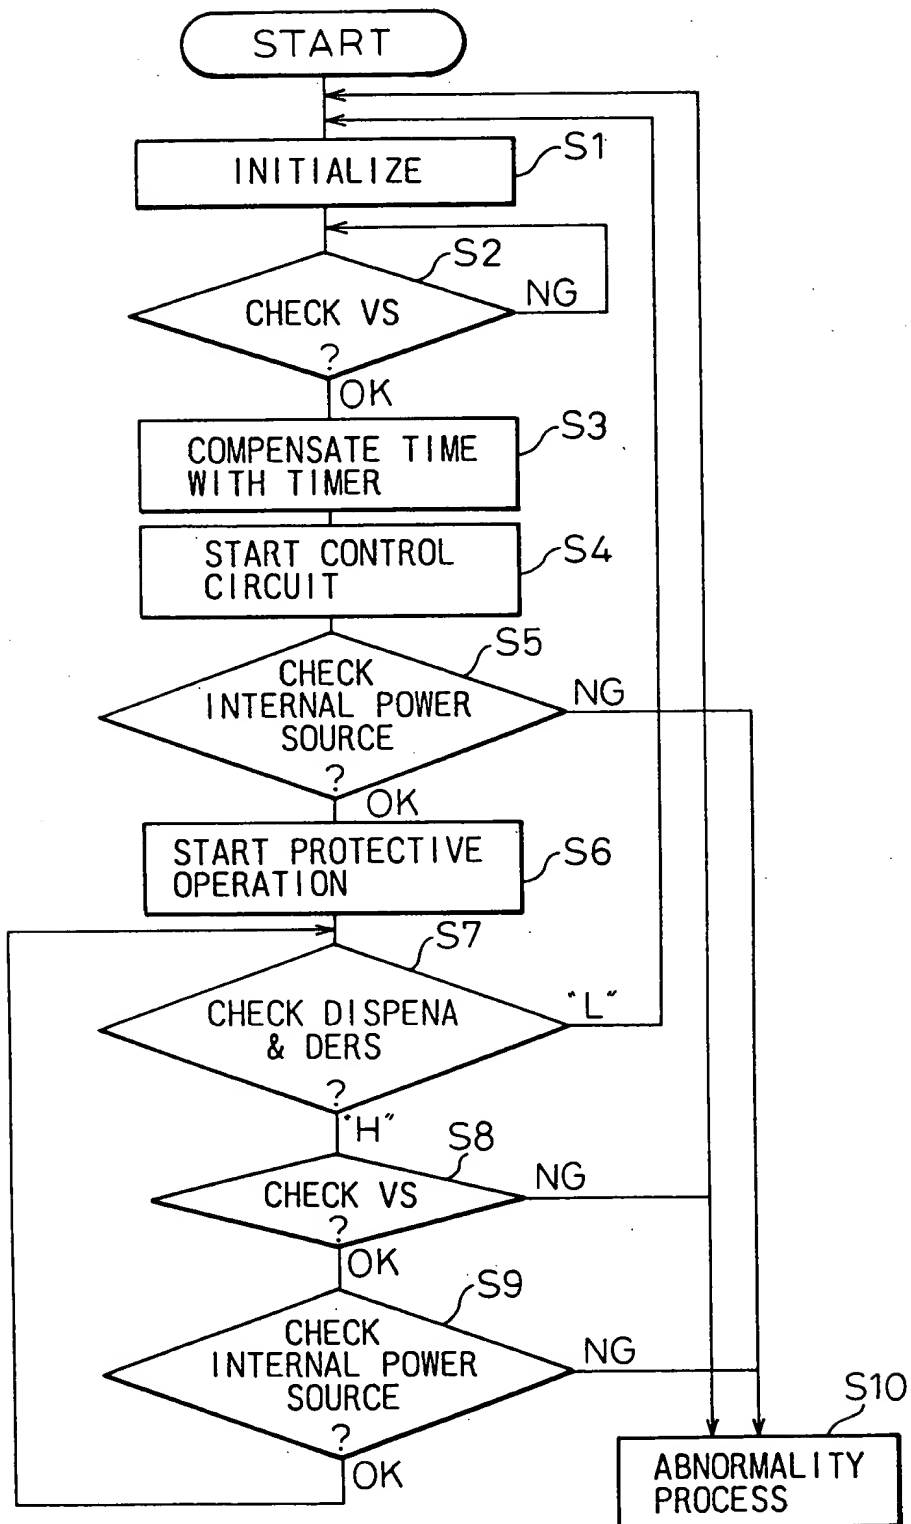 START
INITIALIZE
S1
S2
CHECK VS
?
NG
OK
COMPENSATE TIME
WITH TIMER
S3
START CONTROL
CIRCUIT
S4
S5
CHECK
INTERNAL POWER
SOURCE
?
NG
OK
START PROTECTIVE
OPERATION
S6
S7
CHECK DISPENA
& DERS
?
"L"
"H"
S8
CHECK VS
?
NG
OK
S9
CHECK
INTERNAL POWER
SOURCE
?
NG
OK
S10
ABNORMALITY
PROCESS